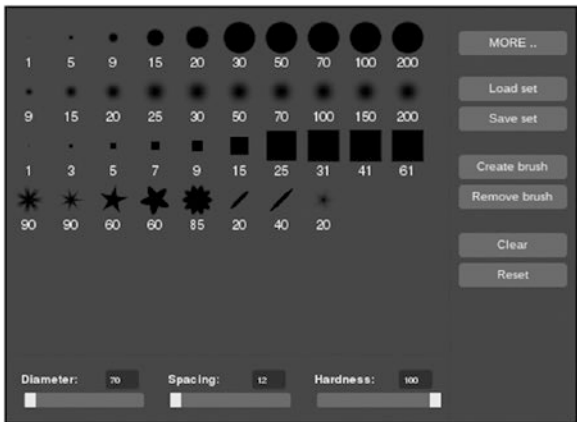 MORE ..
1 5 9 15 20 30 50 70 100 200
Load set
9 15 20 25 30 50 70 100 150 200
Save set
1 3 5 7 9 15 25 31 41 61
Create brush
Remove brush
90 90 60 60 85 20 40 20
Clear
Reset
Diameter: 70 Spacing: 12 Hardness: 100